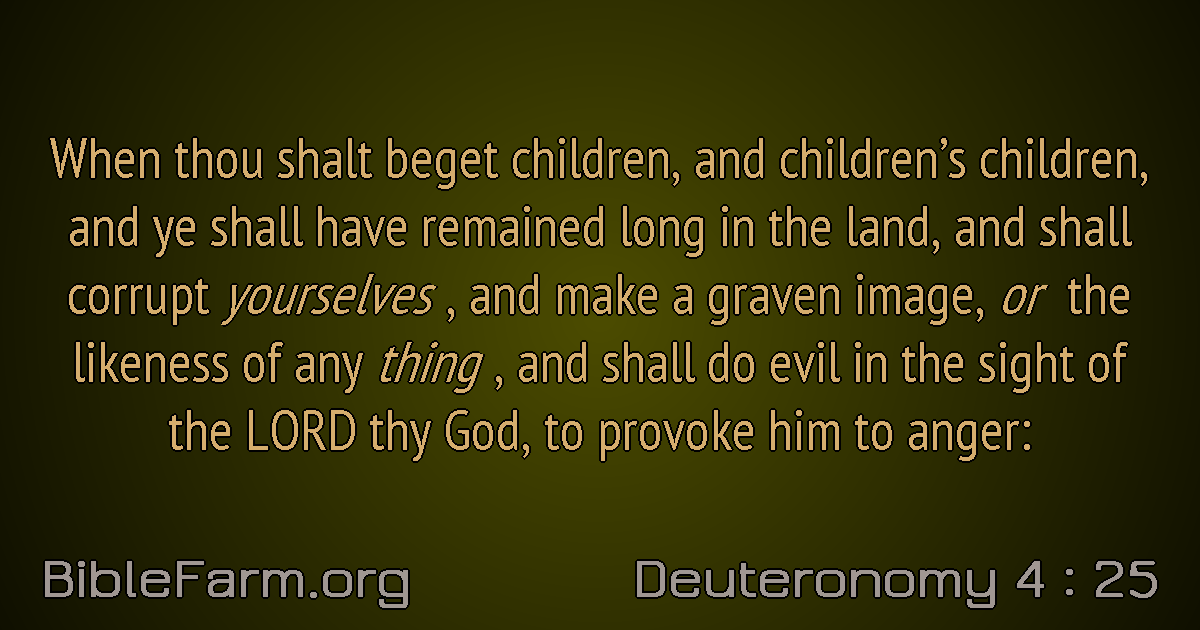 When thou shalt beget children, and children’s children,
and ye shall have remained long in the land, and shall
corrupt yourselves , and make a graven image, or the
likeness of any thing , and shall do evil in the sight of
the LORD thy God, to provoke him to anger:
BibleFarm.org
Deuteronomy 4 : 25